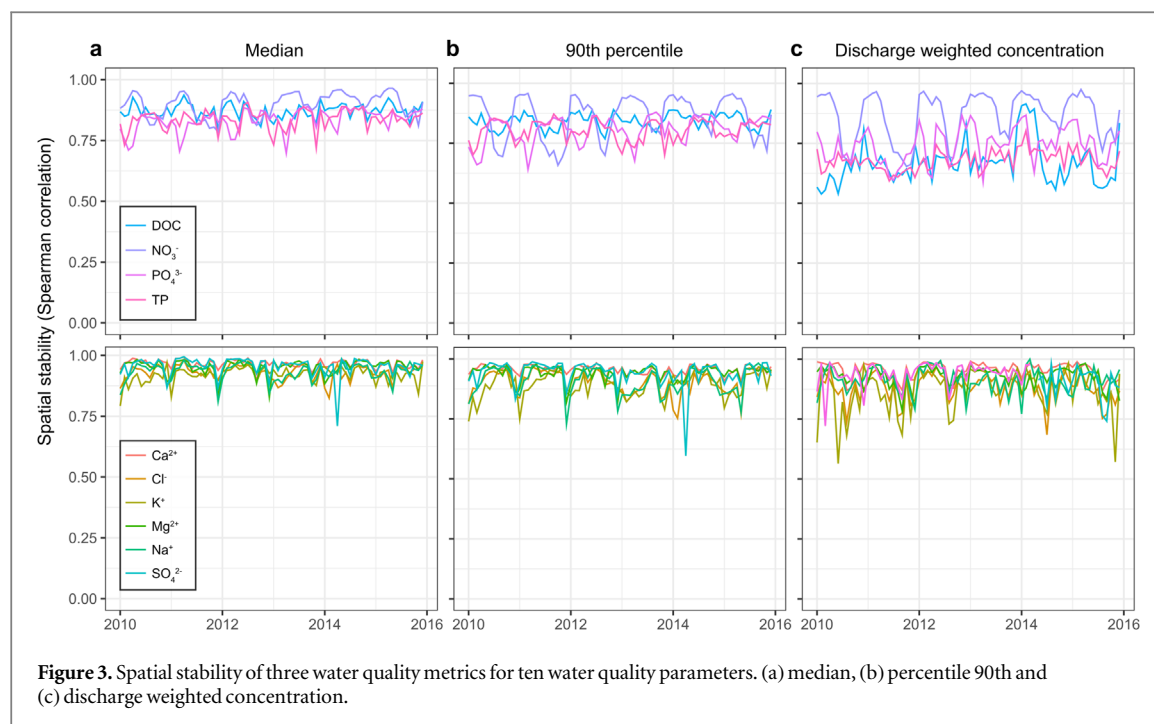 a Median b 90th percentile c Discharge weighted concentration
Spatial stability (Spearman correlation)
1.00
0.75
0.50
0.25
0.00
DOC
NO₃⁻
PO₄³⁻
TP
1.00
0.75
0.50
0.25
0.00
Ca²⁺
Cl⁻
K⁺
Mg²⁺
Na⁺
SO₄²⁻
2010 2012 2014 2016 2010 2012 2014 2016 2010 2012 2014 2016
Figure 3. Spatial stability of three water quality metrics for ten water quality parameters. (a) median, (b) percentile 90th and
(c) discharge weighted concentration.